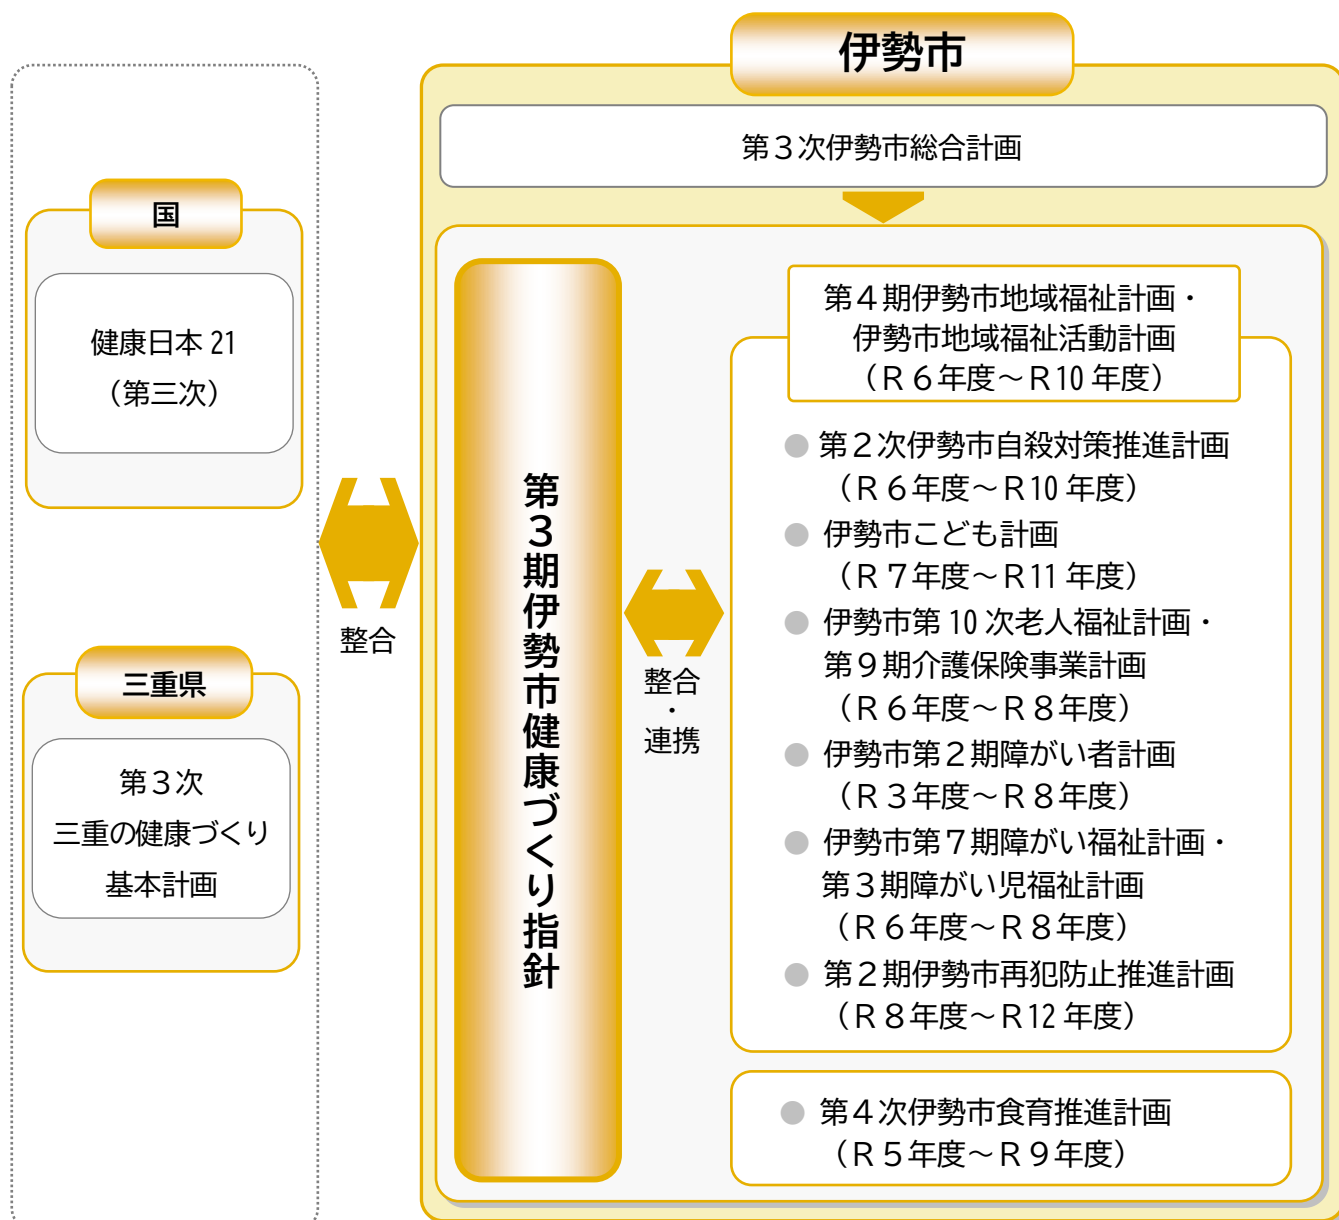 伊勢市
第３次伊勢市総合計画
国
健康日本 21
（第三次）
三重県
第３次
三重の健康づくり
基本計画
整合
第３期伊勢市健康づくり指針
整合
・
連携
第４期伊勢市地域福祉計画・
伊勢市地域福祉活動計画
（Ｒ６年度～Ｒ10 年度）
● 第２次伊勢市自殺対策推進計画
（Ｒ６年度～Ｒ10 年度）
● 伊勢市こども計画
（Ｒ７年度～Ｒ11 年度）
● 伊勢市第 10 次老人福祉計画・
第９期介護保険事業計画
（Ｒ６年度～Ｒ８年度）
● 伊勢市第２期障がい者計画
（Ｒ３年度～Ｒ８年度）
● 伊勢市第７期障がい福祉計画・
第３期障がい児福祉計画
（Ｒ６年度～Ｒ８年度）
● 第２期伊勢市再犯防止推進計画
（Ｒ８年度～Ｒ12 年度）
● 第４次伊勢市食育推進計画
（Ｒ５年度～Ｒ９年度）